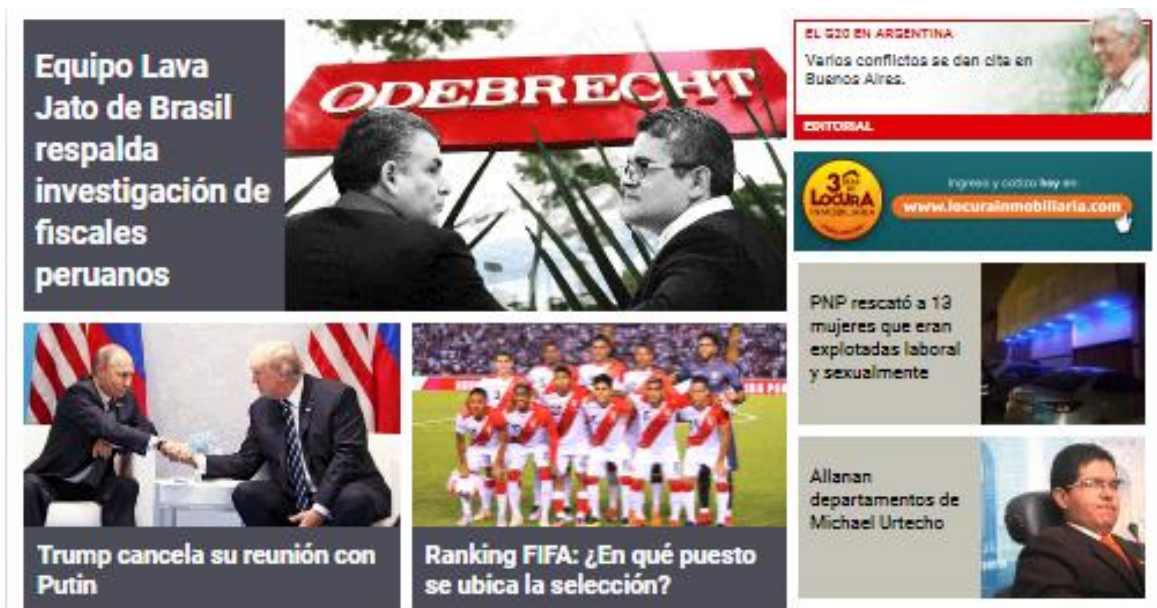 Equipo Lava
Jato de Brasil
respalda
investigación de
fiscales
peruanos
ODEBRECHT
EL G20 EN ARGENTINA
Varios conflictos se dan cita en
Buenos Aires.
EDITORIAL
3
LOCURA
INMOBILIARIA
Ingresa y cotiza hoy en:
www.locurainmobiliaria.com
PNP rescató a 13
mujeres que eran
explotadas laboral
y sexualmente
Trump cancela su reunión con
Putin
Ranking FIFA: ¿En qué puesto
se ubica la selección?
Allanan
departamentos de
Michael Urtecho